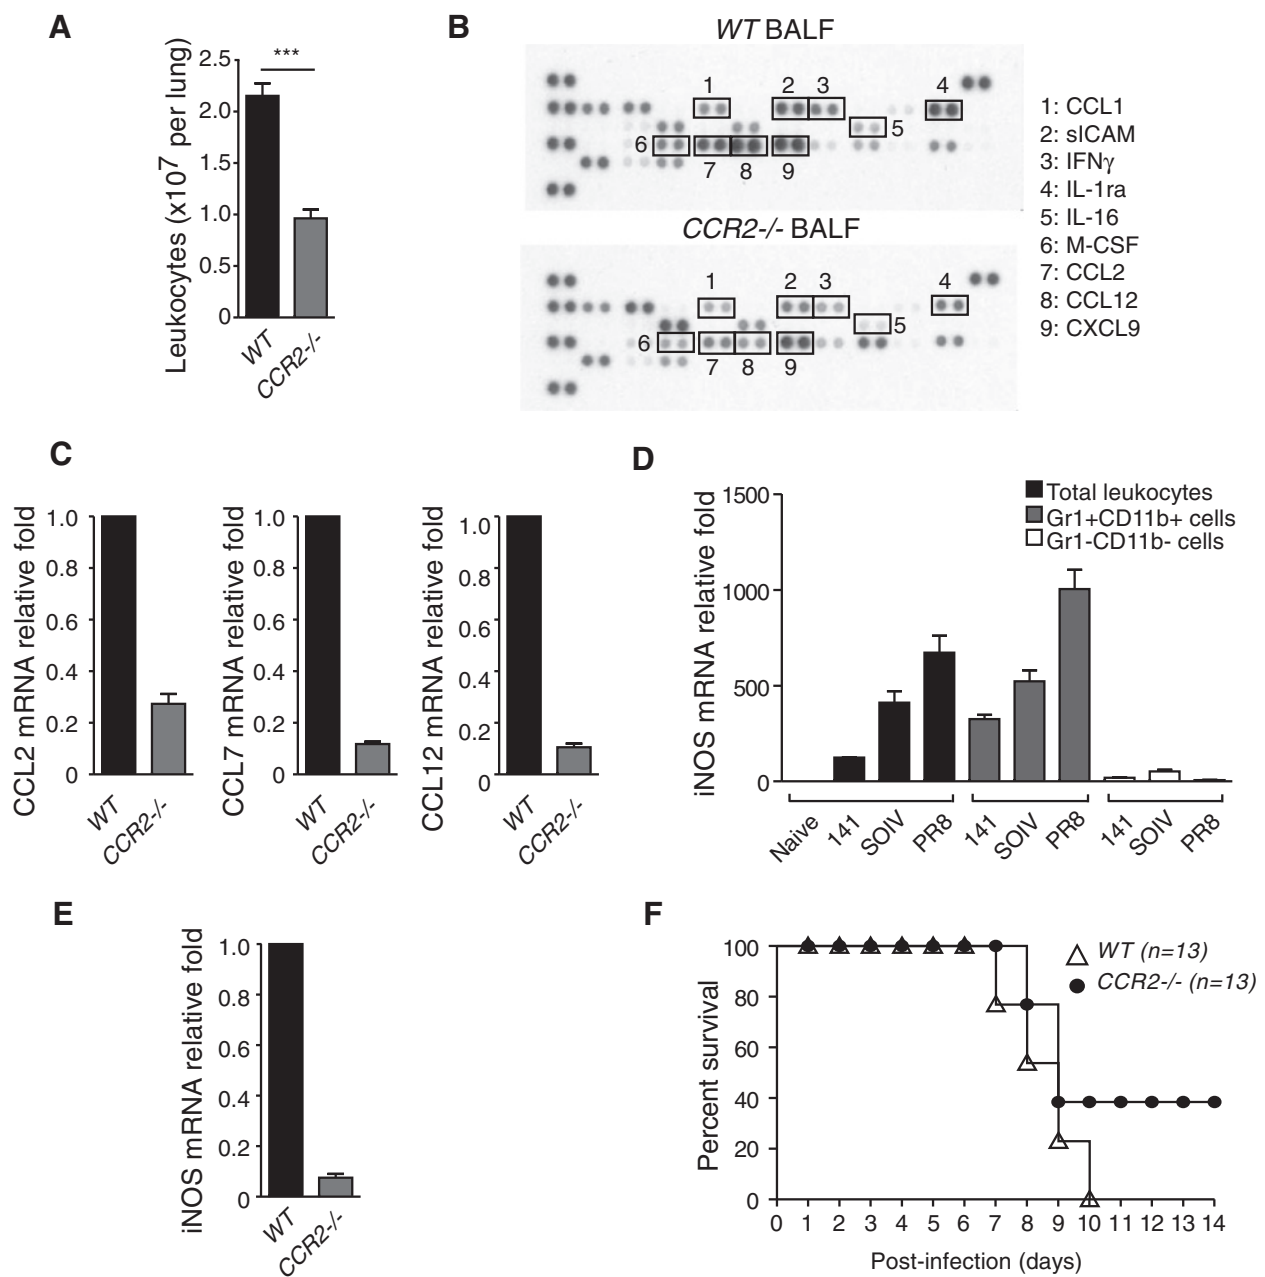 A
Leukocytes (x10⁷ per lung)
2.5
2.0
1.5
1.0
0.5
0
***
WT
CCR2-/-
B
WT BALF
1
2
3
4
5
6
7
8
9
CCR2-/- BALF
1
2
3
4
5
6
7
8
9
1: CCL1
2: sICAM
3: IFNγ
4: IL-1ra
5: IL-16
6: M-CSF
7: CCL2
8: CCL12
9: CXCL9
C
CCL2 mRNA relative fold
1.0
0.8
0.6
0.4
0.2
0
WT
CCR2-/-
CCL7 mRNA relative fold
1.0
0.8
0.6
0.4
0.2
0
WT
CCR2-/-
CCL12 mRNA relative fold
1.0
0.8
0.6
0.4
0.2
0
WT
CCR2-/-
D
iNOS mRNA relative fold
1500
1000
500
0
Total leukocytes
Gr1+CD11b+ cells
Gr1-CD11b- cells
Naive
141
SOIV
PR8
141
SOIV
PR8
141
SOIV
PR8
E
iNOS mRNA relative fold
1.0
0.8
0.6
0.4
0.2
0
WT
CCR2-/-
F
Percent survival
100
80
60
40
20
0
WT (n=13)
CCR2-/- (n=13)
0 1 2 3 4 5 6 7 8 9 10 11 12 13 14
Post-infection (days)